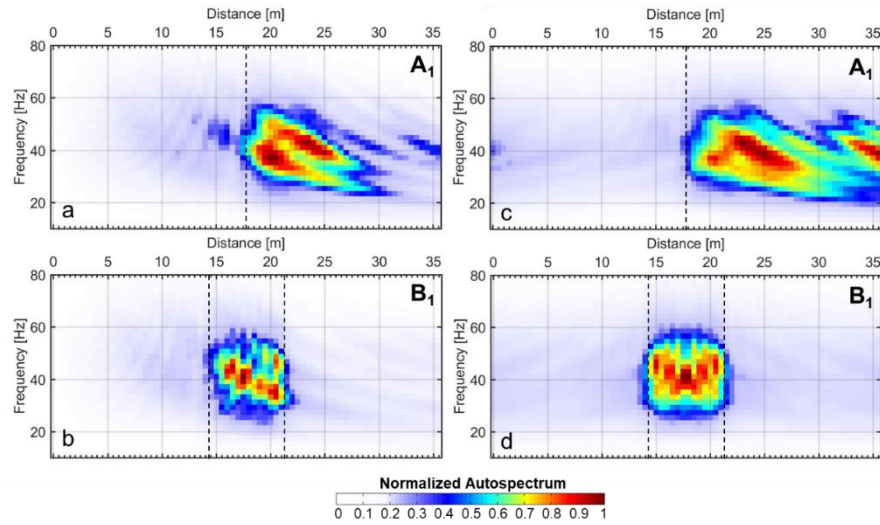 Distance [m]
0 5 10 15 20 25 30 35
80
60
40
20
Frequency [Hz]
A1
a
Distance [m]
0 5 10 15 20 25 30 35
80
60
40
20
Frequency [Hz]
A1
c
Distance [m]
0 5 10 15 20 25 30 35
80
60
40
20
Frequency [Hz]
B1
b
Distance [m]
0 5 10 15 20 25 30 35
80
60
40
20
Frequency [Hz]
B1
d
Normalized Autospectrum
0 0.1 0.2 0.3 0.4 0.5 0.6 0.7 0.8 0.9 1